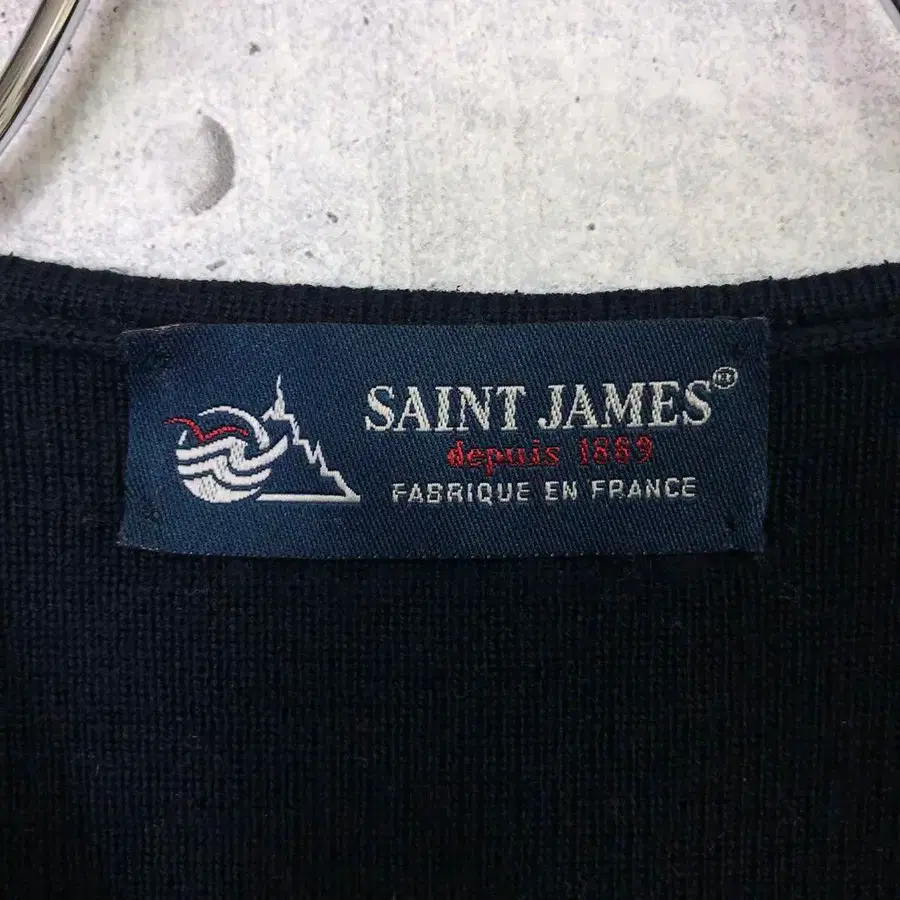 SAINT JAMES®
depuis 1889
FABRIQUE EN FRANCE